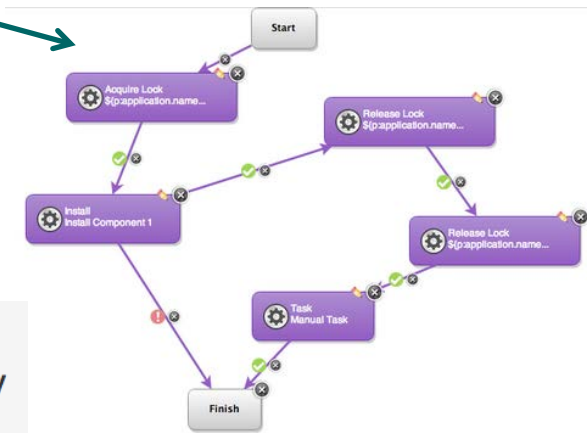 Start
Acquire Lock
${p:application.name...
Release Lock
${p:application.name...
Install
Install Component 1
Release Lock
${p:application.name...
Task
Manual Task
Finish